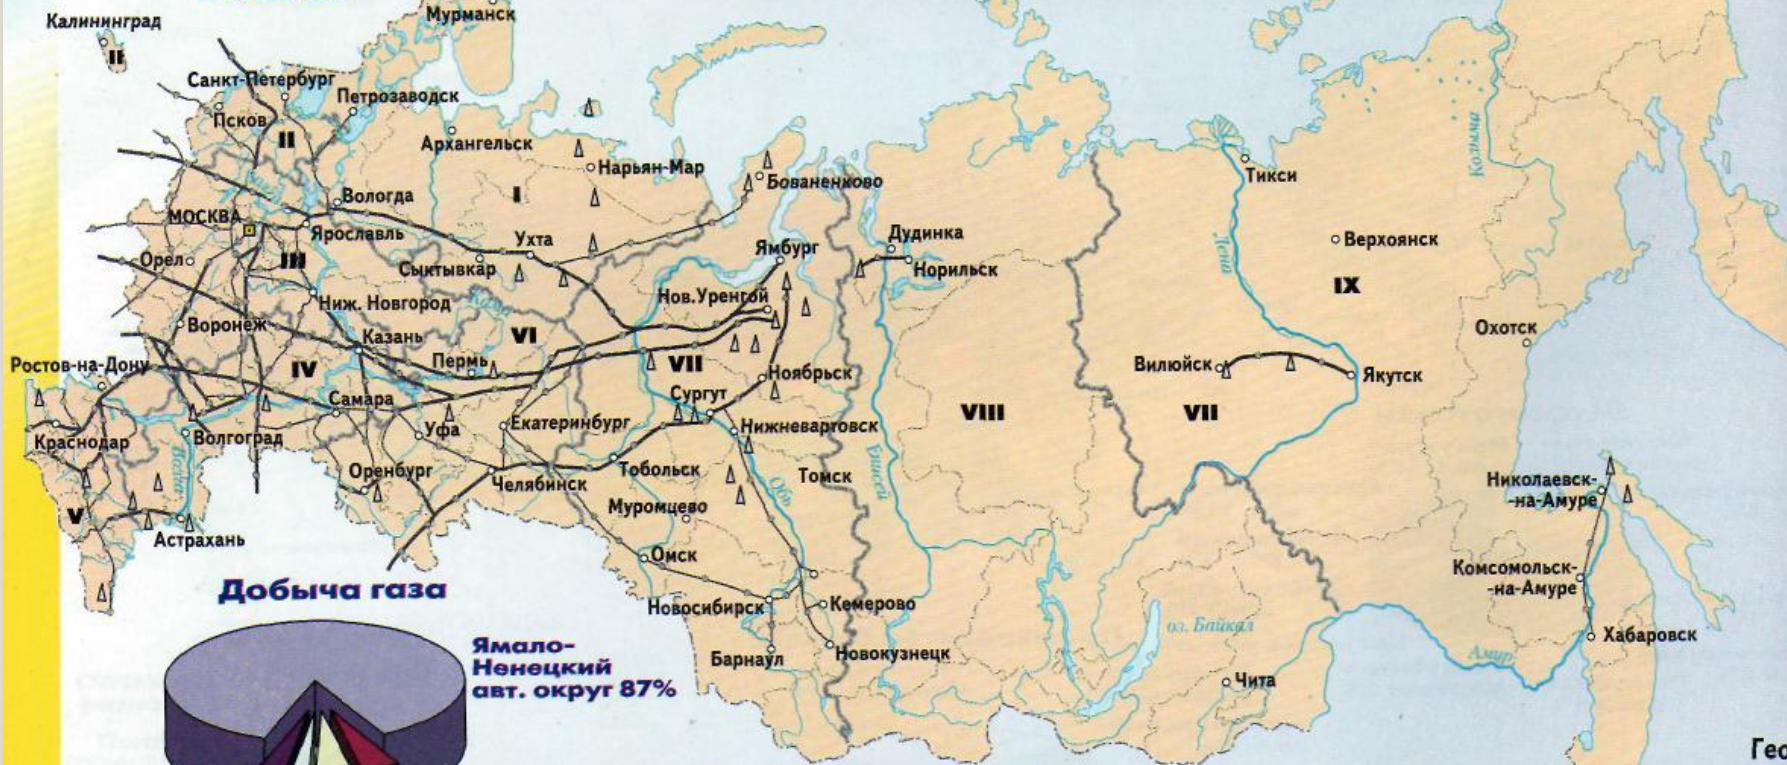 Калининград
II
Мурманск
Санкт-Петербург
Петрозаводск
Псков
II
Архангельск
Нарьян-Мар
Бованенково
I
Вологда
МОСКВА
Ярославль
Ухта
Орел
III
Сыктывкар
Ямбург
Дудинка
Норильск
Тикси
Колыма
Лена
Верхоянск
IX
Ниж. Новгород
Нов.Уренгой
Воронеж
Казань
VI
Кама
Охотск
Ростов-на-Дону
IV
Пермь
VII
Ноябрьск
Вилюйск
Якутск
Самара
Сургут
VIII
VII
Краснодар
Волгоград
Уфа
Екатеринбург
Нижневартовск
Волга
Оренбург
Челябинск
Тобольск
Томск
Обь
Енисей
Николаевск-
-на-Амуре
V
Муромцево
Астрахань
Омск
Комсомольск-
-на-Амуре
Новосибирск
Кемерово
оз. Байкал
Хабаровск
Барнаул
Новокузнецк
Амур
Чита
Добыча газа
Ямало-
Ненецкий
авт. округ 87%
Гео